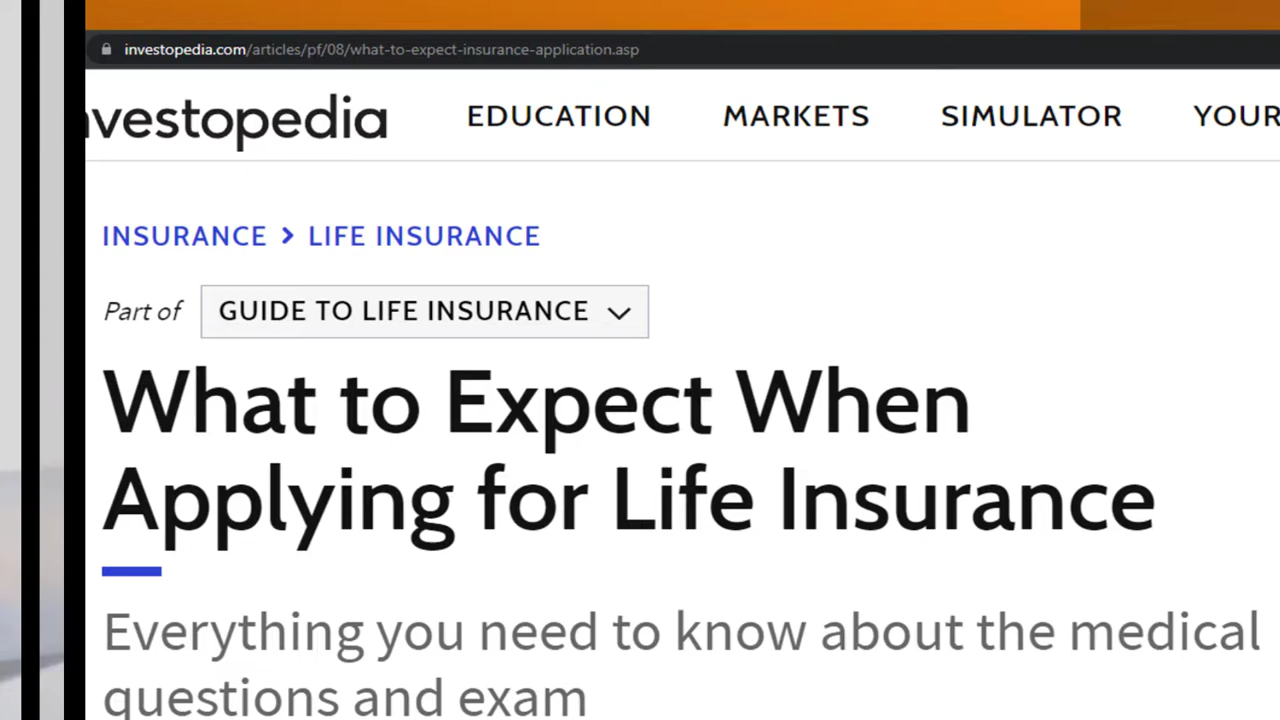 investopedia.com/articles/pf/08/what-to-expect-insurance-application.asp
nvestopedia EDUCATION MARKETS SIMULATOR YOUR
INSURANCE > LIFE INSURANCE
Part of GUIDE TO LIFE INSURANCE
What to Expect When
Applying for Life Insurance
Everything you need to know about the medical
questions and exam